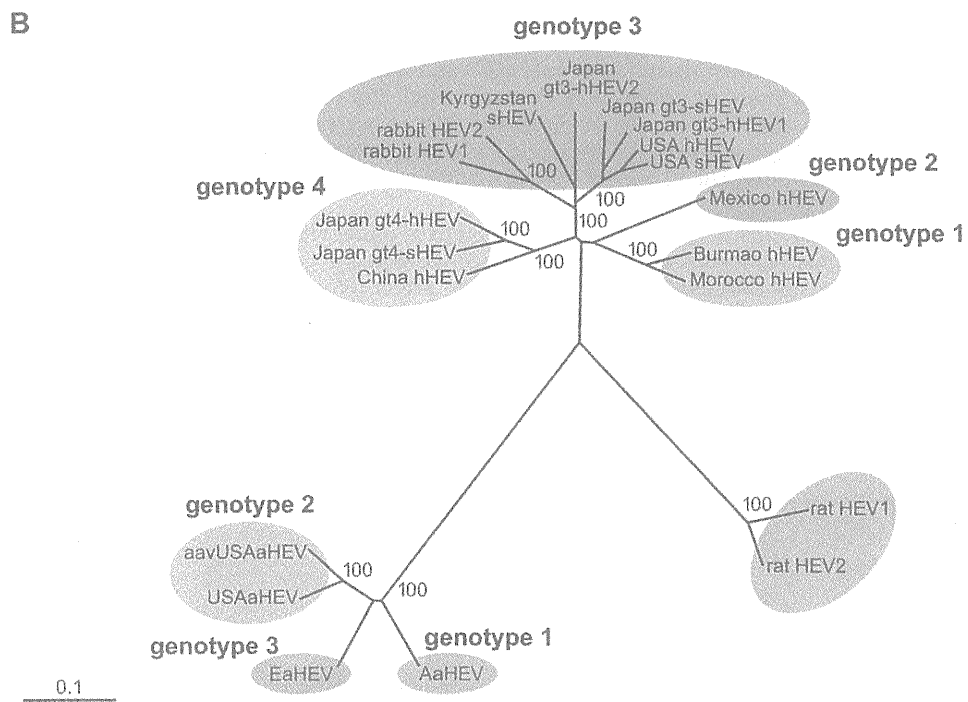 B
genotype 3
Japan
gt3-hHEV2
Kyrgyzstan
sHEV
Japan gt3-sHEV
Japan gt3-hHEV1
rabbit HEV2
rabbit HEV1
USA hHEV
USA sHEV
100
100
100
genotype 2
Mexico hHEV
genotype 4
Japan gt4-hHEV
Japan gt4-sHEV
China hHEV
100
100
genotype 1
100
Burmao hHEV
Morocco hHEV
genotype 2
aavUSAaHEV
USAaHEV
100
100
100
rat HEV1
rat HEV2
genotype 3
EaHEV
genotype 1
AaHEV
0.1